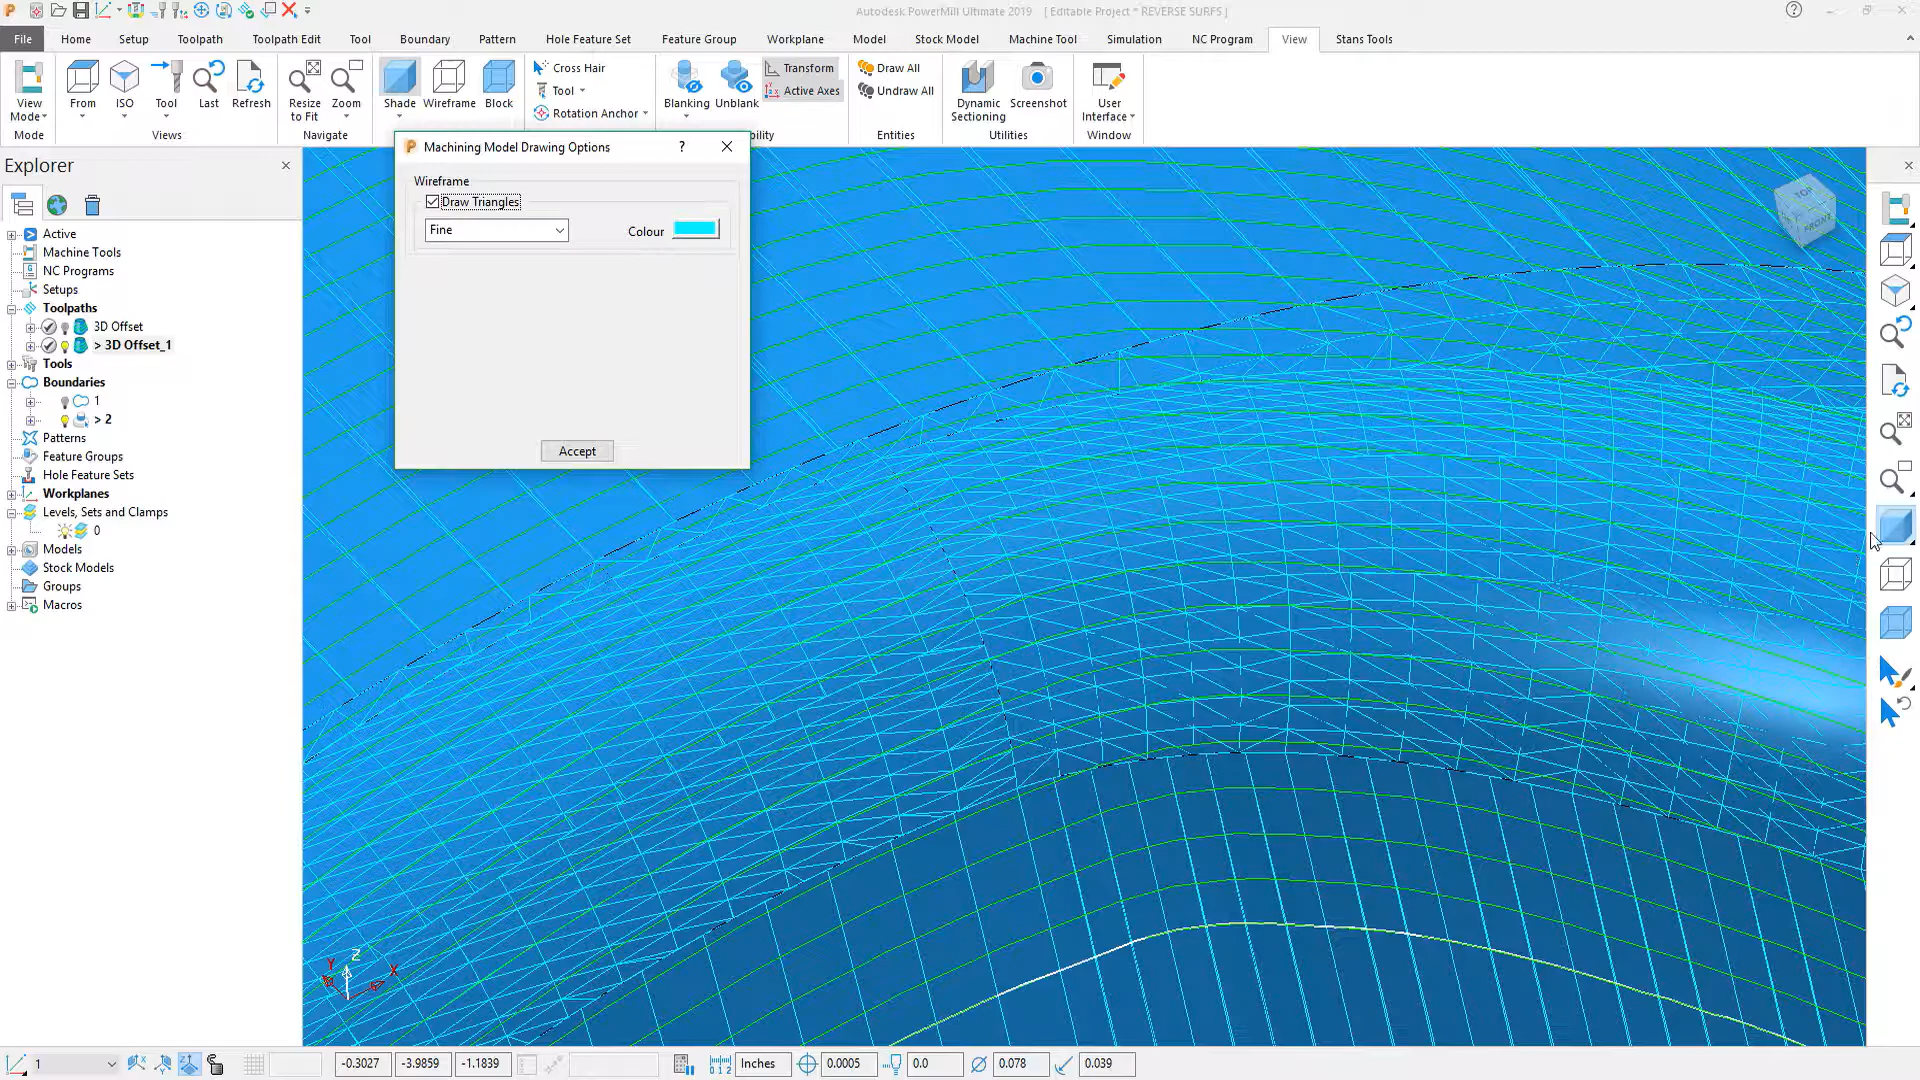 Autodesk PowerMill Ultimate 2019 [ Editable Project * REVERSE SURFS ]
File Home Setup Toolpath Toolpath Edit Tool Boundary Pattern Hole Feature Set Feature Group Workplane Model Stock Model Machine Tool Simulation NC Program View Stans Tools
View Mode
From
ISO
Tool
Last
Refresh
Resize to Fit
Zoom
Shade
Wireframe
Block
Cross Hair
Tool
Rotation Anchor
Blanking
Unblank
Transform
Active Axes
Draw All
Undraw All
Dynamic Sectioning
Screenshot
User Interface
Mode Views Navigate ility Entities Utilities Window
Explorer
Active
Machine Tools
NC Programs
Setups
Toolpaths
3D Offset
> 3D Offset_1
Tools
Boundaries
1
> 2
Patterns
Feature Groups
Hole Feature Sets
Workplanes
Levels, Sets and Clamps
0
Models
Stock Models
Groups
Macros
Machining Model Drawing Options ?
Wireframe
Draw Triangles
Fine Colour
Accept
TOP
FRONT
Z
Y X
1 -0.3027 -3.9859 -1.1839 Inches 0.0005 0.0 0.078 0.039